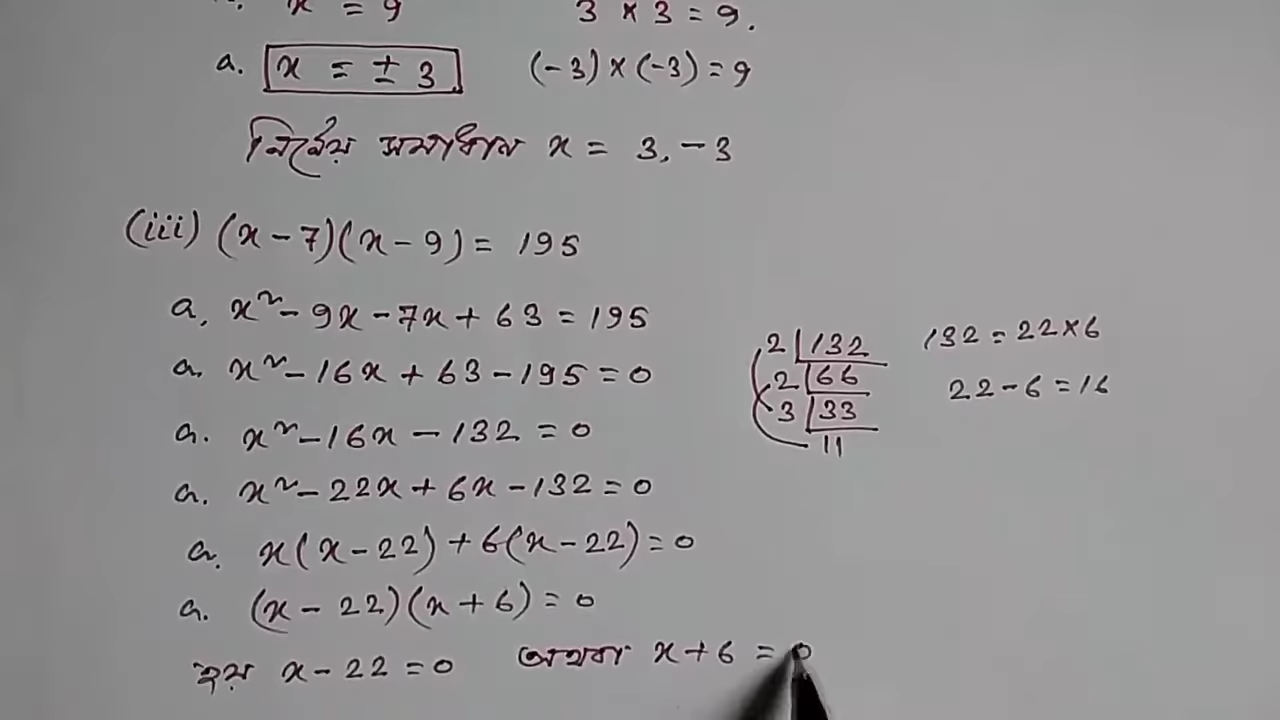 x = 9 3 × 3 = 9.
a. x = ± 3 (-3) × (-3) = 9
নির্ণেয় সমাধান x = 3, -3
(iii) (x - 7)(x - 9) = 195
a, x² - 9x - 7x + 63 = 195
a. x² - 16x + 63 - 195 = 0
a. x² - 16x - 132 = 0
a. x² - 22x + 6x - 132 = 0
a. x(x - 22) + 6(x - 22) = 0
a. (x - 22)(x + 6) = 0
হয় x - 22 = 0 অথবা x + 6 = 0
2 | 132 132 = 22 × 6
2 | 66 22 - 6 = 16
3 | 33
11